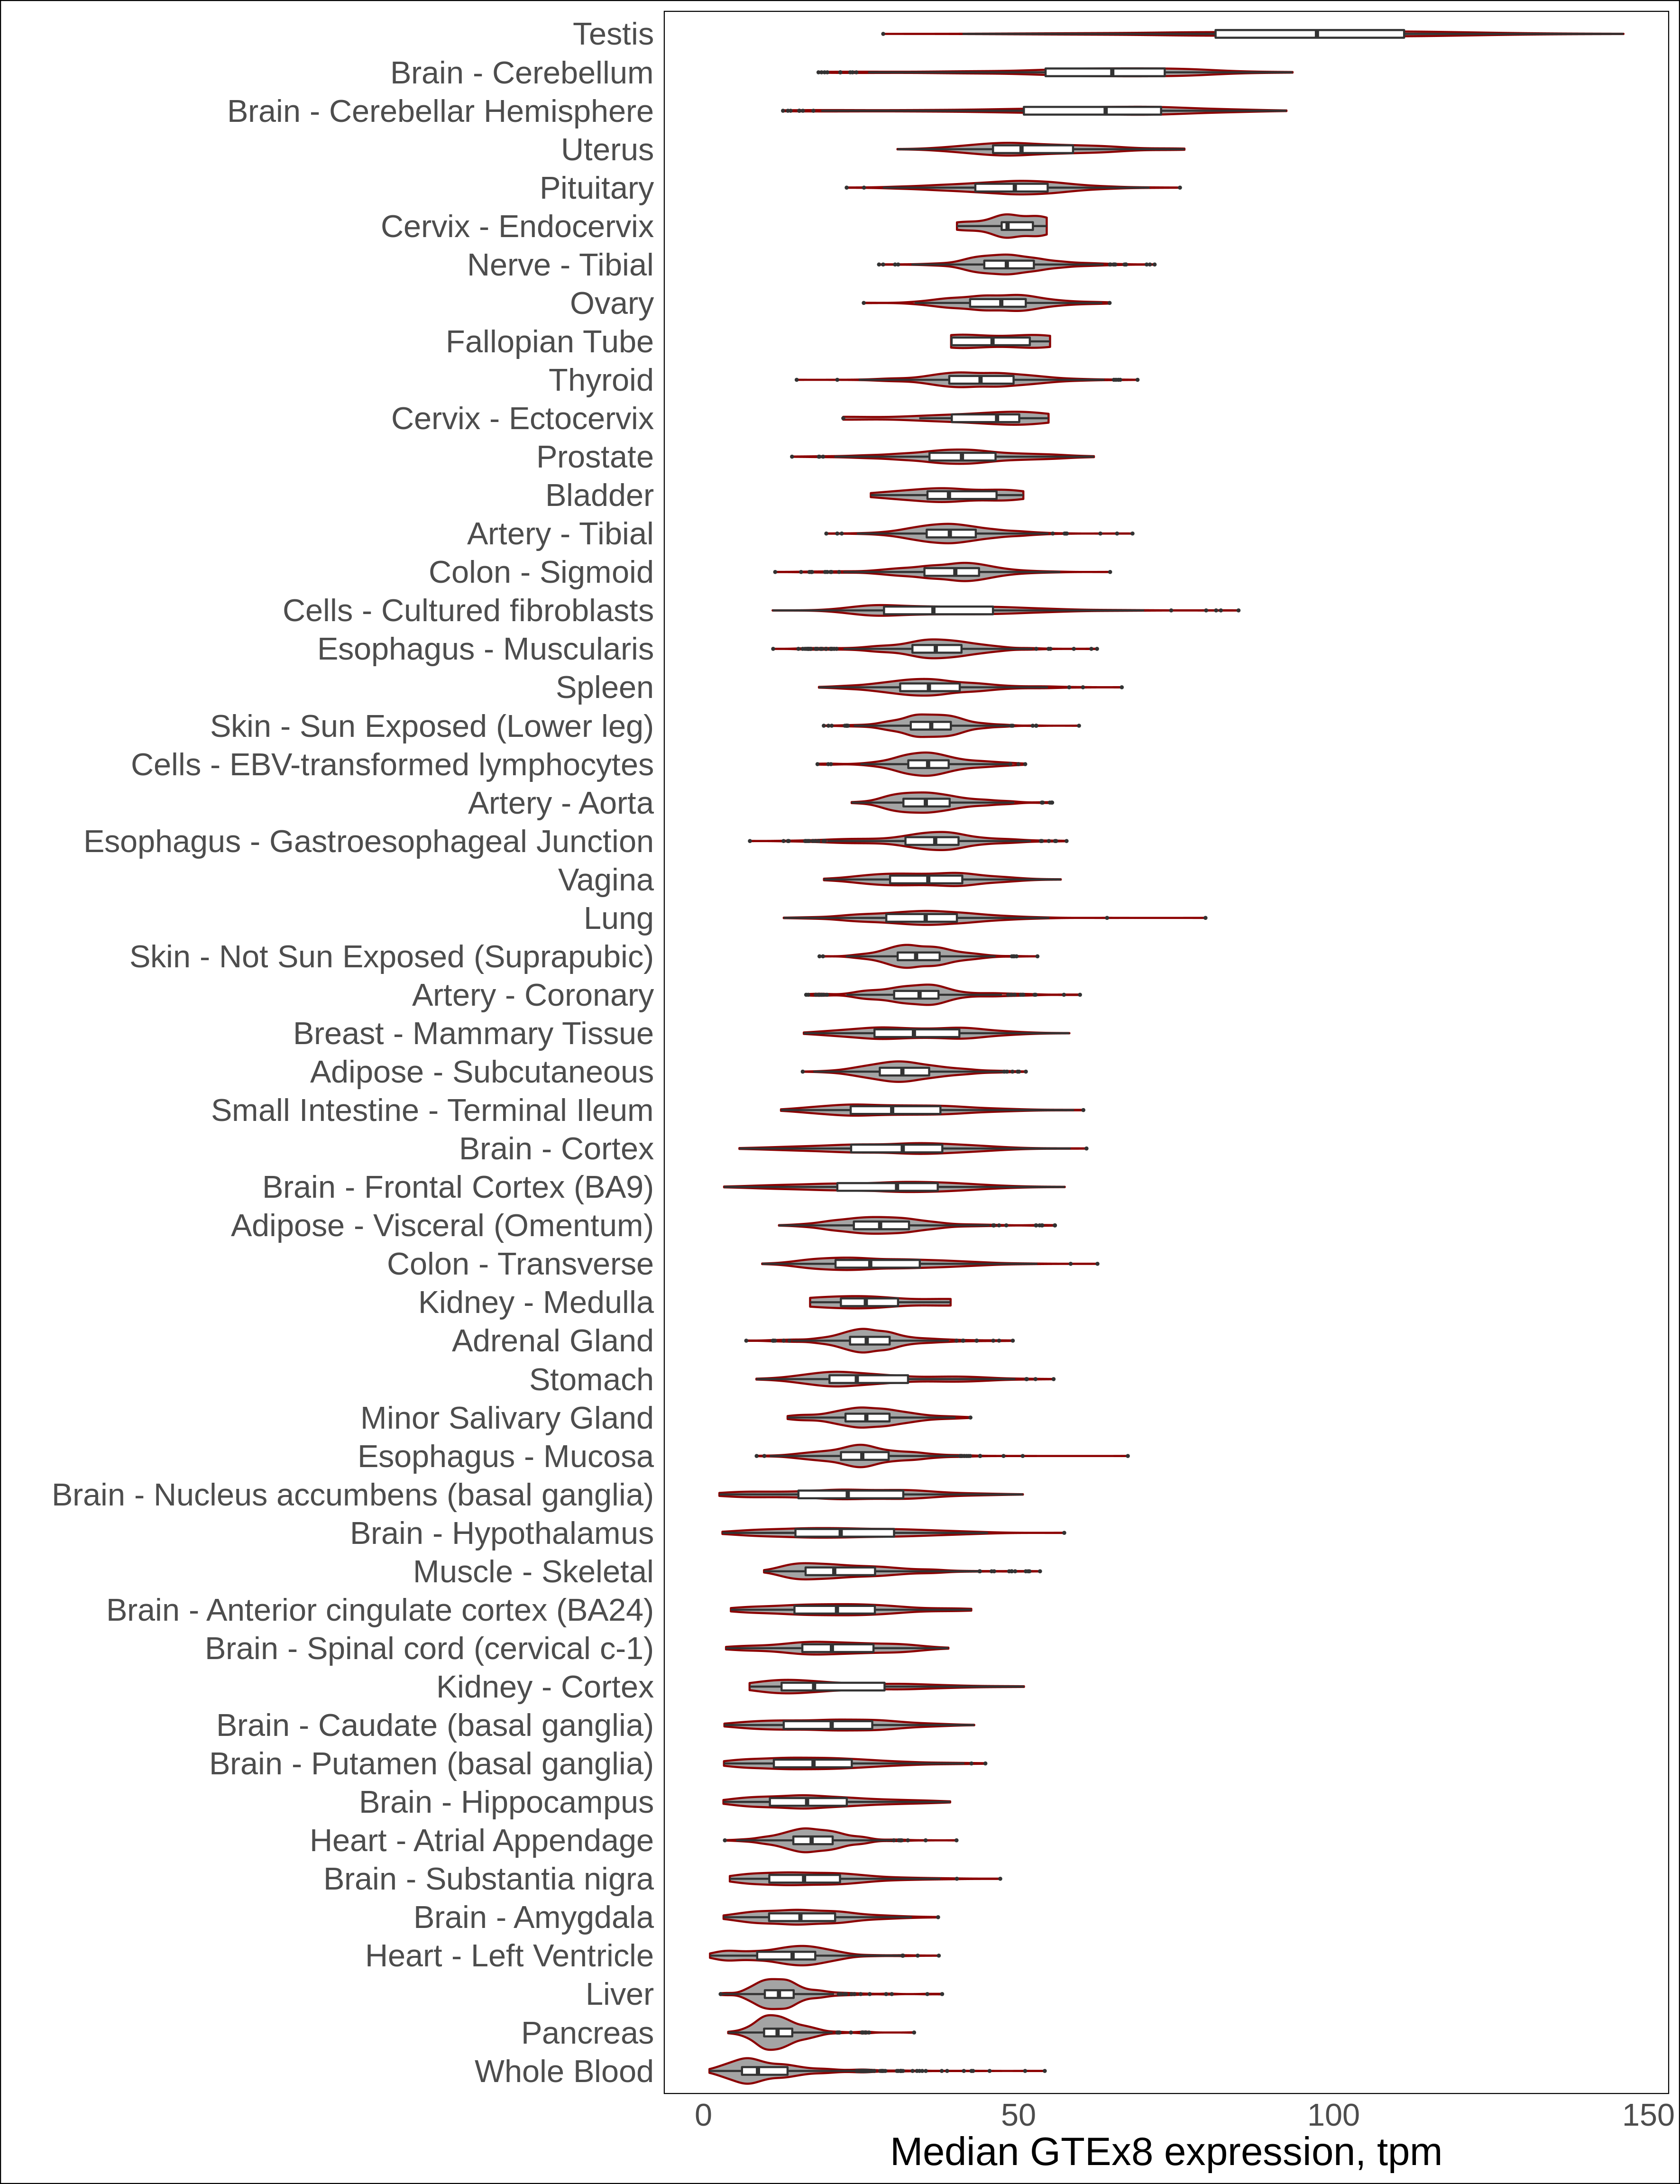 Testis
Brain - Cerebellum
Brain - Cerebellar Hemisphere
Uterus
Pituitary
Cervix - Endocervix
Nerve - Tibial
Ovary
Fallopian Tube
Thyroid
Cervix - Ectocervix
Prostate
Bladder
Artery - Tibial
Colon - Sigmoid
Cells - Cultured fibroblasts
Esophagus - Muscularis
Spleen
Skin - Sun Exposed (Lower leg)
Cells - EBV-transformed lymphocytes
Artery - Aorta
Esophagus - Gastroesophageal Junction
Vagina
Lung
Skin - Not Sun Exposed (Suprapubic)
Artery - Coronary
Breast - Mammary Tissue
Adipose - Subcutaneous
Small Intestine - Terminal Ileum
Brain - Cortex
Brain - Frontal Cortex (BA9)
Adipose - Visceral (Omentum)
Colon - Transverse
Kidney - Medulla
Adrenal Gland
Stomach
Minor Salivary Gland
Esophagus - Mucosa
Brain - Nucleus accumbens (basal ganglia)
Brain - Hypothalamus
Muscle - Skeletal
Brain - Anterior cingulate cortex (BA24)
Brain - Spinal cord (cervical c-1)
Kidney - Cortex
Brain - Caudate (basal ganglia)
Brain - Putamen (basal ganglia)
Brain - Hippocampus
Heart - Atrial Appendage
Brain - Substantia nigra
Brain - Amygdala
Heart - Left Ventricle
Liver
Pancreas
Whole Blood
0 50 100 150
Median GTEx8 expression, tpm